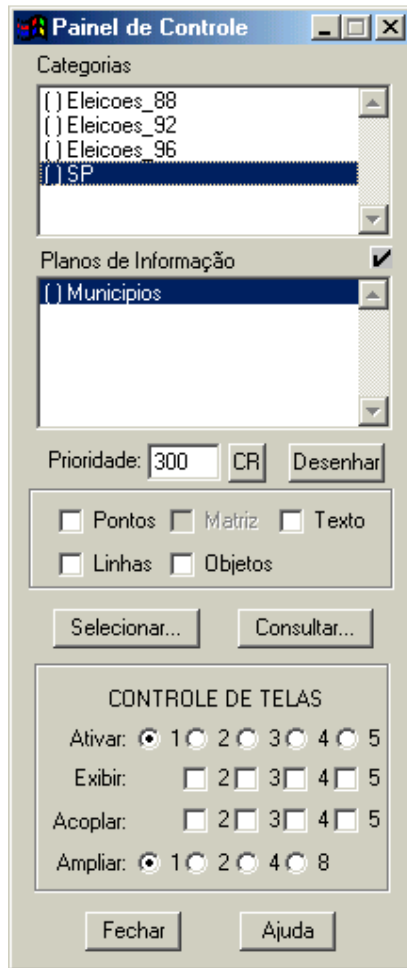 Painel de Controle
Categorias
( ) Eleicoes_88
( ) Eleicoes_92
( ) Eleicoes_96
( ) SP
Planos de Informação
( ) Municipios
Prioridade: 300 CR Desenhar
Pontos Matriz Texto
Linhas Objetos
Selecionar... Consultar...
CONTROLE DE TELAS
Ativar: 1 2 3 4 5
Exibir: 2 3 4 5
Acoplar: 2 3 4 5
Ampliar: 1 2 4 8
Fechar Ajuda